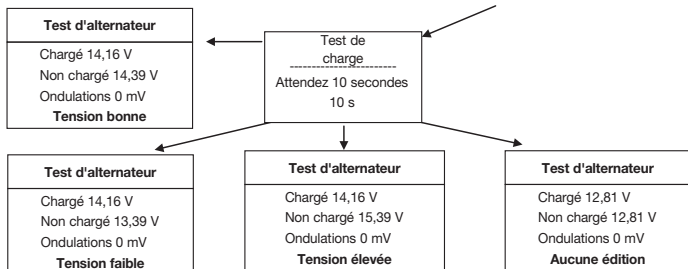 Test d'alternateur
Chargé 14,16 V
Non chargé 14,39 V
Ondulations 0 mV
Tension bonne
Test de
charge
Attendez 10 secondes
10 s
Test d'alternateur
Chargé 14,16 V
Non chargé 13,39 V
Ondulations 0 mV
Tension faible
Test d'alternateur
Chargé 14,16 V
Non chargé 15,39 V
Ondulations 0 mV
Tension élevée
Test d'alternateur
Chargé 12,81 V
Non chargé 12,81 V
Ondulations 0 mV
Aucune édition